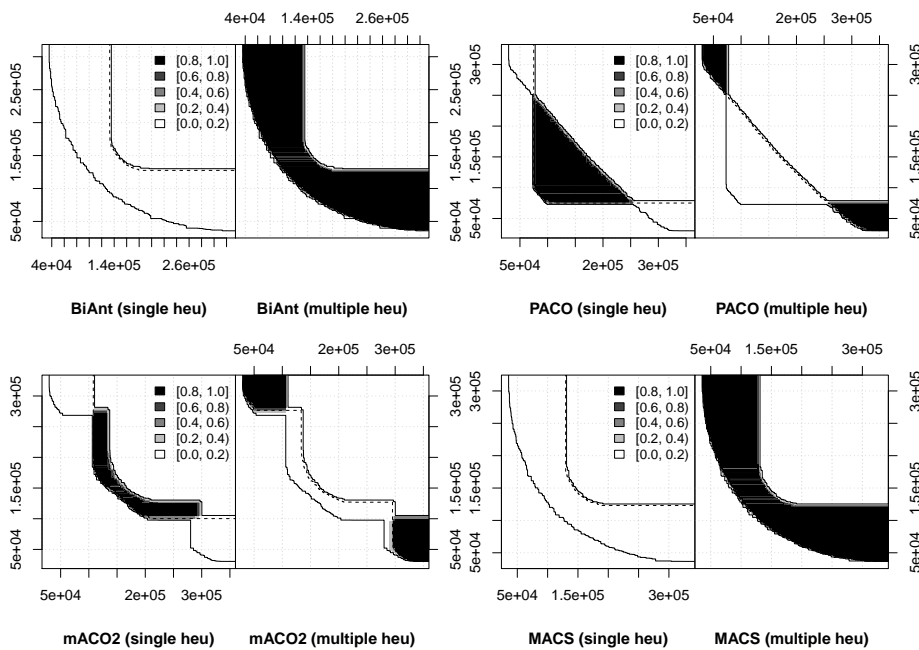 4e+04 1.4e+05 2.6e+05
5e+04 2e+05 3e+05
[0.8, 1.0]
[0.6, 0.8)
[0.4, 0.6)
[0.2, 0.4)
[0.0, 0.2)
5e+04 1.5e+05 2.5e+05
5e+04 1.5e+05 2.5e+05
4e+04 1.4e+05 2.6e+05
BiAnt (single heu)
BiAnt (multiple heu)
[0.8, 1.0]
[0.6, 0.8)
[0.4, 0.6)
[0.2, 0.4)
[0.0, 0.2)
5e+04 1.5e+05 3e+05
5e+04 1.5e+05 3e+05
5e+04 2e+05 3e+05
PACO (single heu)
PACO (multiple heu)
5e+04 2e+05 3e+05
5e+04 1.5e+05 3e+05
[0.8, 1.0]
[0.6, 0.8)
[0.4, 0.6)
[0.2, 0.4)
[0.0, 0.2)
5e+04 1.5e+05 3e+05
5e+04 1.5e+05 3e+05
5e+04 2e+05 3e+05
mACO2 (single heu)
mACO2 (multiple heu)
[0.8, 1.0]
[0.6, 0.8)
[0.4, 0.6)
[0.2, 0.4)
[0.0, 0.2)
5e+04 1.5e+05 3e+05
5e+04 1.5e+05 3e+05
5e+04 1.5e+05 3e+05
MACS (single heu)
MACS (multiple heu)